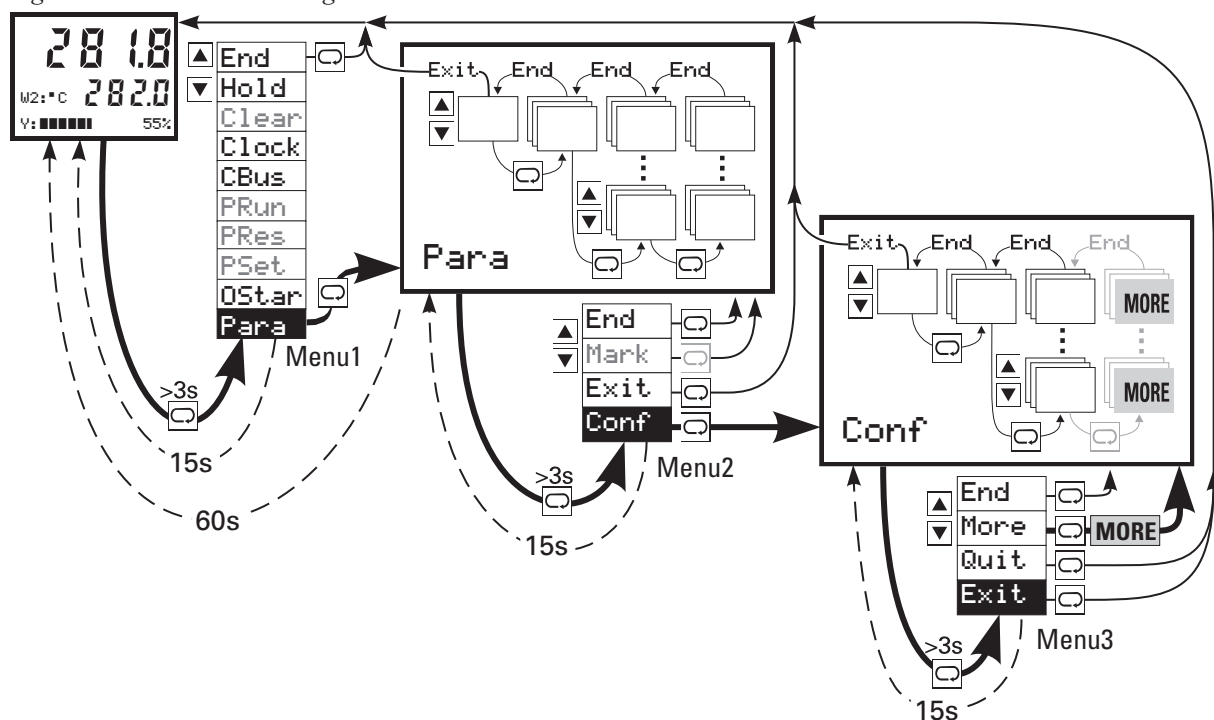 281.8
W2:°C 282.0
Y: 55%
End
Hold
Clear
Clock
CBus
PRun
PRes
PSet
OStar
Para
Menu1
>3s
15s
60s
Exit End End End
Para
End
Mark
Exit
Conf
Menu2
>3s
15s
Exit End End End
MORE
MORE
Conf
End
More MORE
Quit
Exit
Menu3
>3s
15s